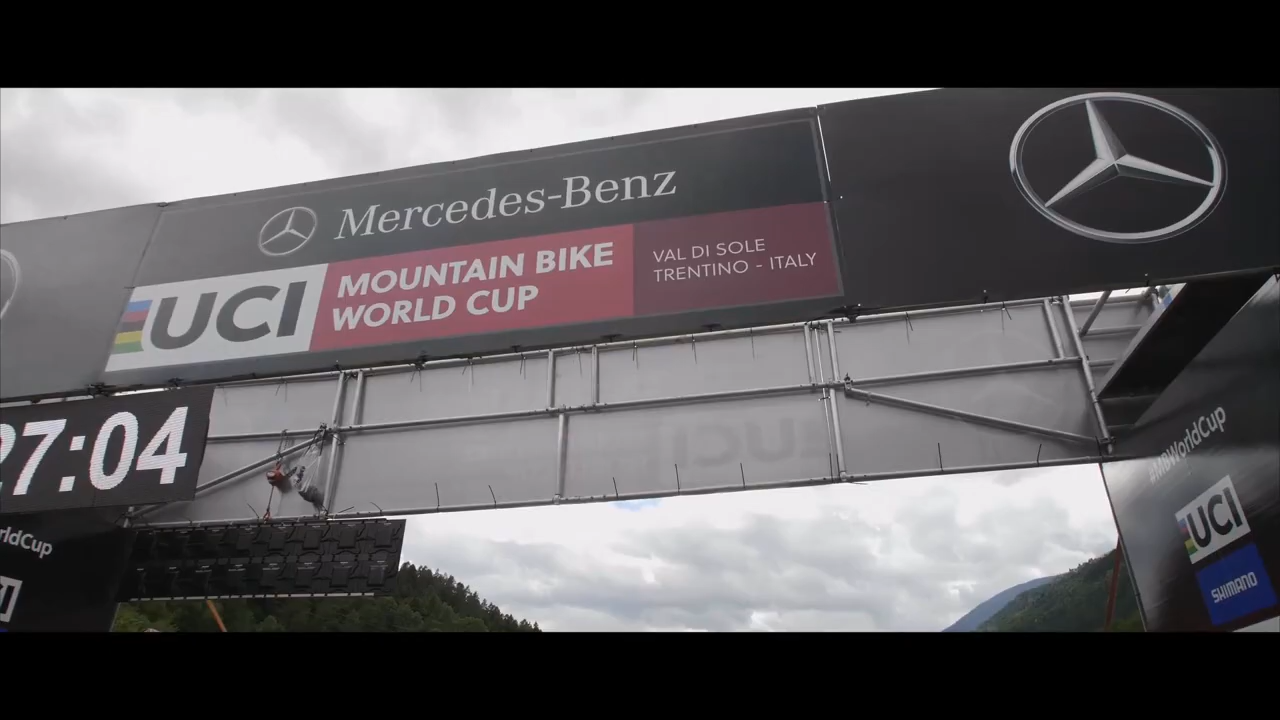 Mercedes-Benz
UCI
MOUNTAIN BIKE
WORLD CUP
VAL DI SOLE
TRENTINO - ITALY
27:04
#MBWorldCup
UCI
SHIMANO